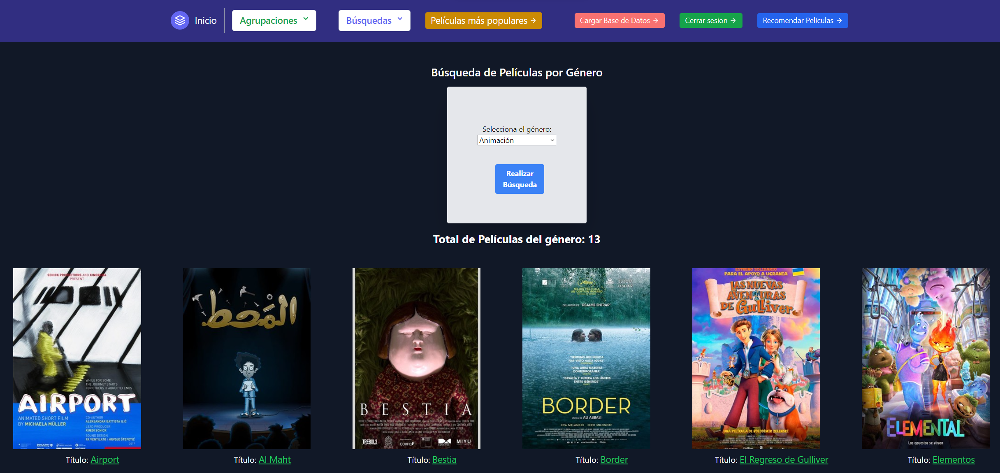 Inicio
Agrupaciones
Búsquedas
Películas más populares →
Cargar Base de Datos →
Cerrar sesion →
Recomendar Películas →
Búsqueda de Películas por Género
Selecciona el género:
Animación
Realizar
Búsqueda
Total de Películas del género: 13
SCHICK PRODUCTIONS AND KINORAMA
PRESENT
WHILE FOR SOME
THE JOURNEY STARTS
FOR OTHERS IT ABRUPTLY ENDS
AIRPORT
ANIMATED SHORT FILM
BY MICHAELA MÜLLER
CO-AUTHOR
ALEKSANDAR BATTISTA ILIĆ
LEAD PRODUCER
RUEDI SCHICK
SOUND DESIGN
FA VENTILATO / HRVOJE ŠTEFOTIĆ
2017
المحط
BESTIA
TREBOL3
MALEZA
CORFO
SONAMOS
MIYU
SUECIA
OSCAR
MEJOR PELÍCULA
UN CERTAIN REGARD
DEL AUTOR DE "DÉJAME ENTRAR"
"SENTIRÁS QUE NUNCA
HAS VISTO NADA IGUAL"
"UNA OBRA MAESTRA
CONTEMPORÁNEA"
"DESAFÍA Y SUPERA LOS LÍMITES
ENTRE GÉNEROS"
VARIETY
BORDER
UN FILM DE ALI ABBASI
EVA MELANDER EERO MILONOFF
ESTRENO SOLIDARIO
PARA EL APOYO A UCRANIA
LAS NUEVAS
AVENTURAS
DE Gulliver
UNA PELÍCULA DE VOLODÍMIR ZELENSKI
ELEMENTAL
Los opuestos se atraen
Título: Airport
Título: Al Maht
Título: Bestia
Título: Border
Título: El Regreso de Gulliver
Título: Elementos